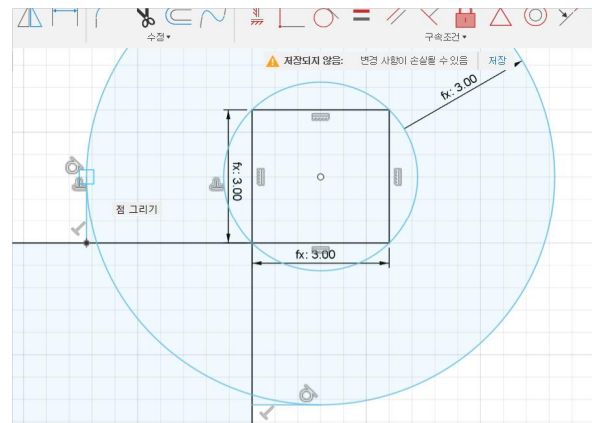 수정▾
구속조건▾
저장되지 않음: 변경 사항이 손실될 수 있음 저장
fx: 3.00
fx: 3.00
점 그리기
fx: 3.00